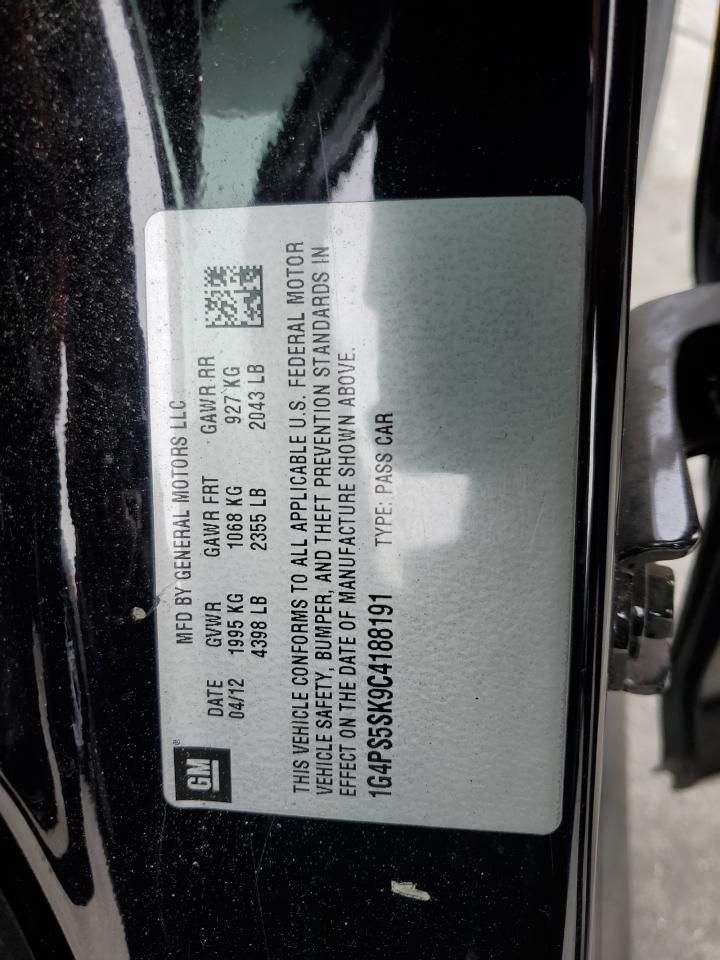 GM ®
MFD BY GENERAL MOTORS LLC
DATE GVWR GAWR FRT GAWR RR
04/12 1995 KG 1068 KG 927 KG
4398 LB 2355 LB 2043 LB
THIS VEHICLE CONFORMS TO ALL APPLICABLE U.S. FEDERAL MOTOR
VEHICLE SAFETY, BUMPER, AND THEFT PREVENTION STANDARDS IN
EFFECT ON THE DATE OF MANUFACTURE SHOWN ABOVE.
1G4PS5SK9C4188191 TYPE: PASS CAR